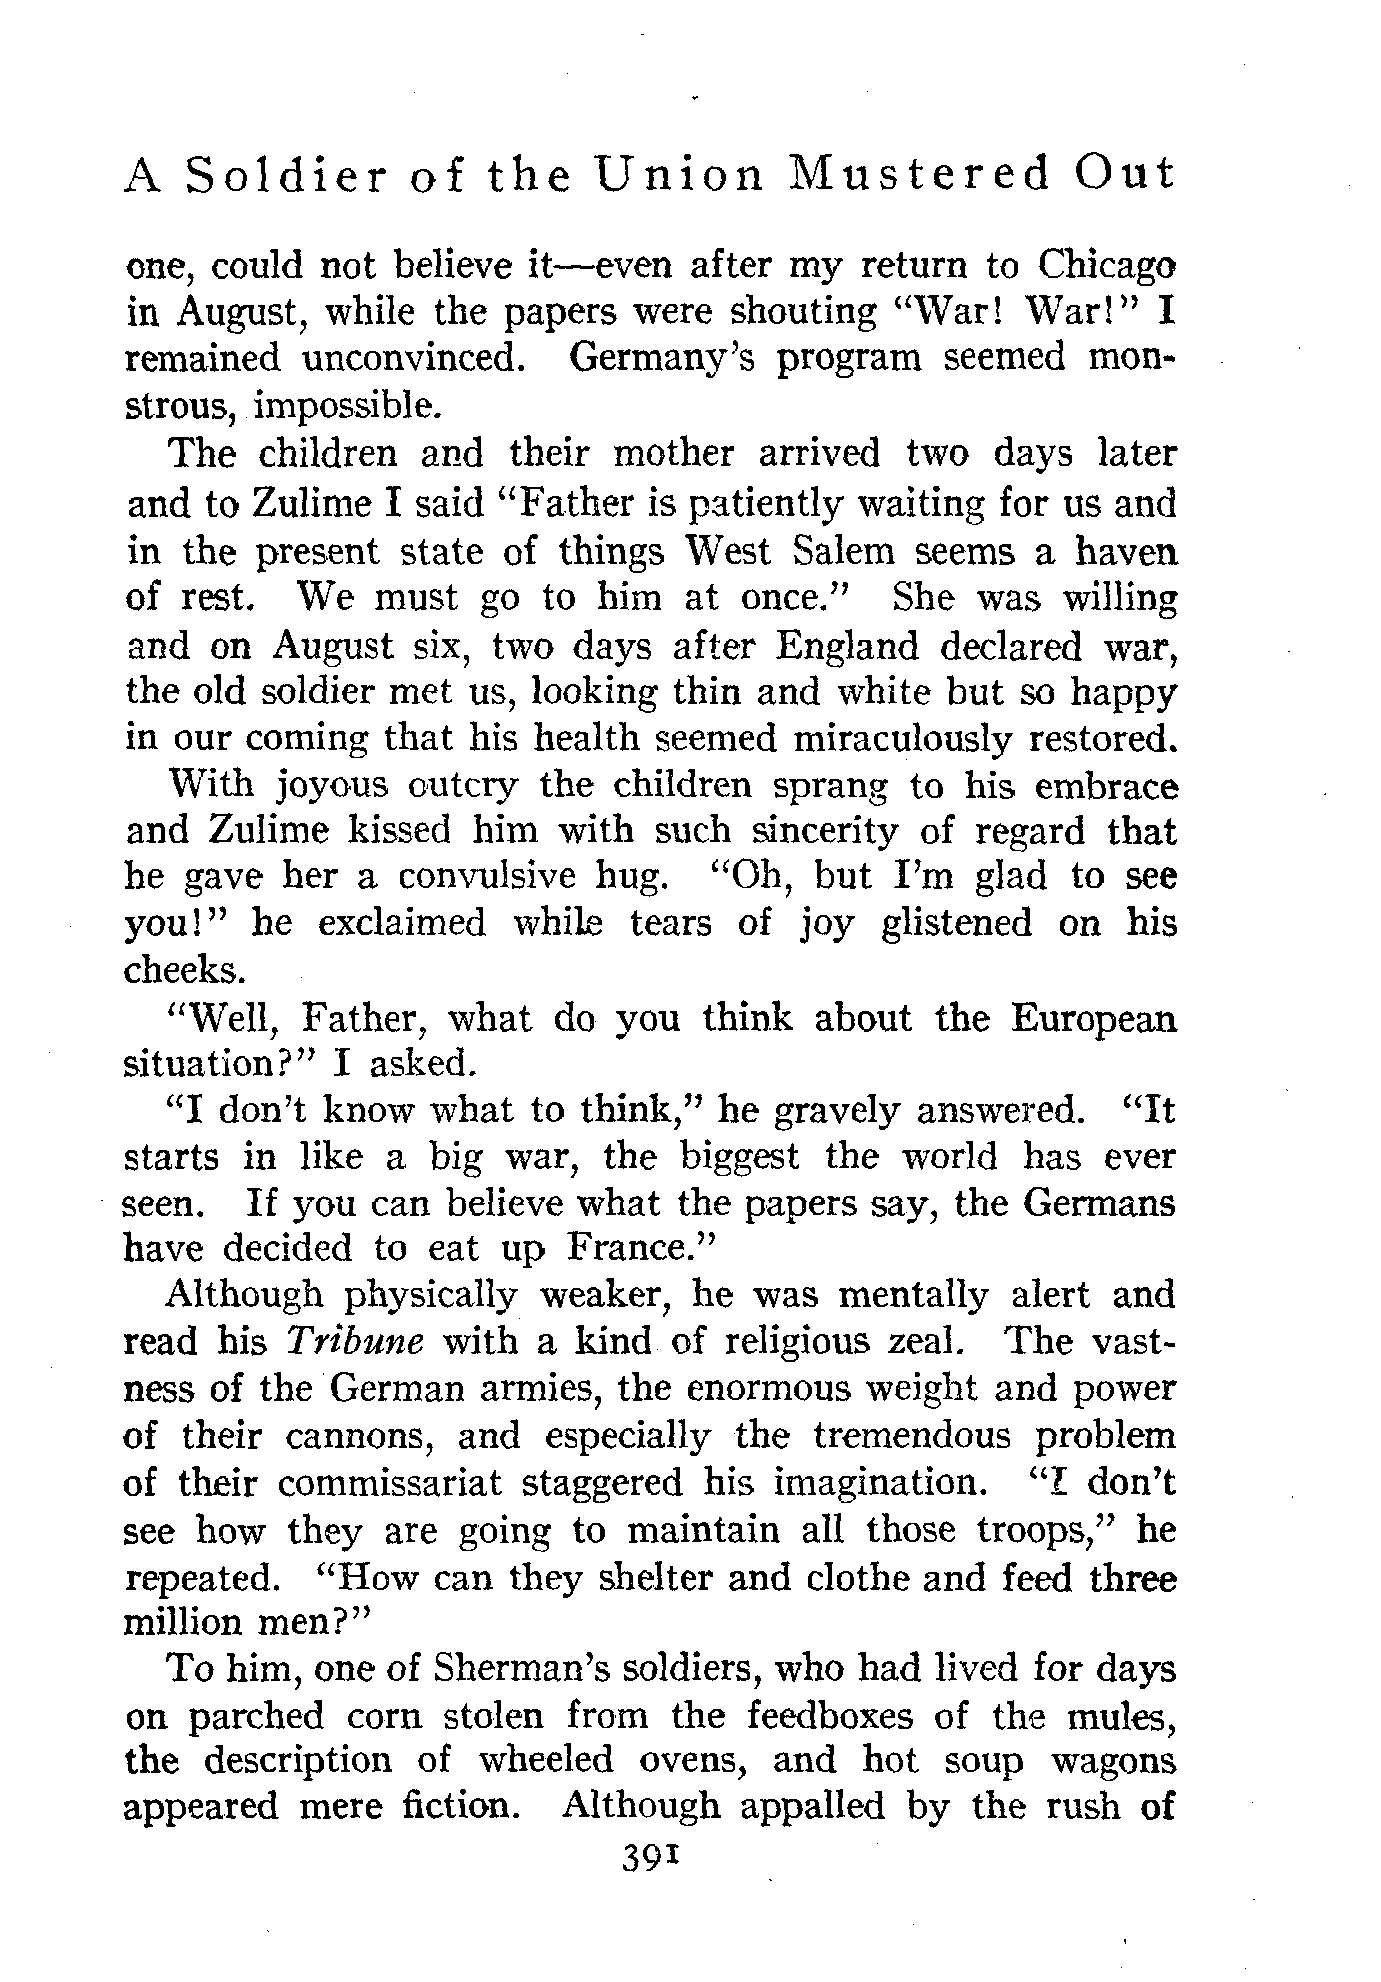 A Soldier of the Union Mustered Out
one, could not believe it—even after my return to Chicago
in August, while the papers were shouting “War! War!” I
remained unconvinced. Germany’s program seemed mon-
strous, impossible.
The children and their mother arrived two days later
and to Zulime I said “Father is patiently waiting for us and
in the present state of things West Salem seems a haven
of rest. We must go to him at once.” She was willing
and on August six, two days after England declared war,
the old soldier met us, looking thin and white but so happy
in our coming that his health seemed miraculously restored.
With joyous outcry the children sprang to his embrace
and Zulime kissed him with such sincerity of regard that
he gave her a convulsive hug. “Oh, but I’m glad to see
you!” he exclaimed while tears of joy glistened on his
cheeks.
“Well, Father, what do you think about the European
situation?” I asked.
“I don’t know what to think,” he gravely answered. “It
starts in like a big war, the biggest the world has ever
seen. If you can believe what the papers say, the Germans
have decided to eat up France.”
Although physically weaker, he was mentally alert and
read his Tribune with a kind of religious zeal. The vast-
ness of the German armies, the enormous weight and power
of their cannons, and especially the tremendous problem
of their commissariat staggered his imagination. “I don’t
see how they are going to maintain all those troops,” he
repeated. “How can they shelter and clothe and feed three
million men?”
To him, one of Sherman’s soldiers, who had lived for days
on parched corn stolen from the feedboxes of the mules,
the description of wheeled ovens, and hot soup wagons
appeared mere fiction. Although appalled by the rush of
391